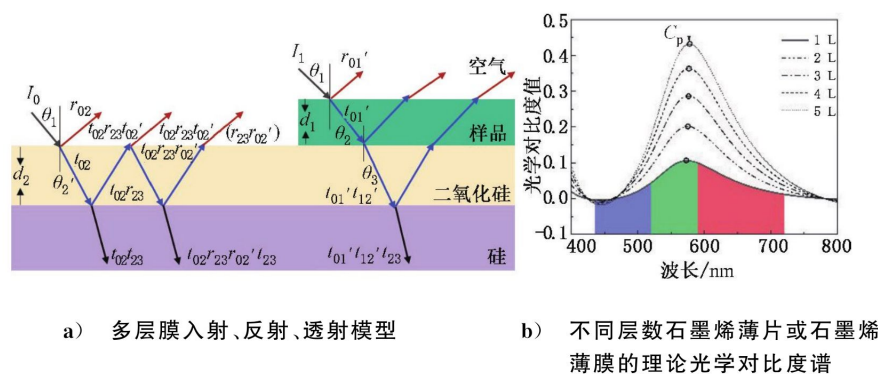 I₀
θ₁
r₀₂
t₀₂r₂₃t₀₂′
t₀₂r₂₃t₀₂′
(r₂₃r₀₂′)
t₀₂
t₀₂r₂₃r₀₂′
d₂
θ₂′
t₀₂r₂₃
t₀₂t₂₃
t₀₂r₂₃r₀₂′t₂₃
I₁
θ₁
r₀₁′
空气
d₁
t₀₁′
θ₂
样品
θ₃
二氧化硅
t₀₁′t₁₂′
硅
t₀₁′t₁₂′t₂₃
a) 多层膜入射、反射、透射模型
b)
光学对比度值
0.5
0.4
0.3
0.2
0.1
0.0
-0.1
Cₚ
1 L
2 L
3 L
4 L
5 L
400 500 600 700 800
波长/nm
b) 不同层数石墨烯薄片或石墨烯
薄膜的理论光学对比度谱